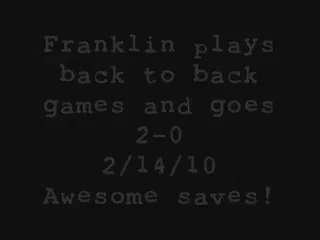 Franklin plays
back to back
games and goes
2-0
2/14/10
Awesome saves!